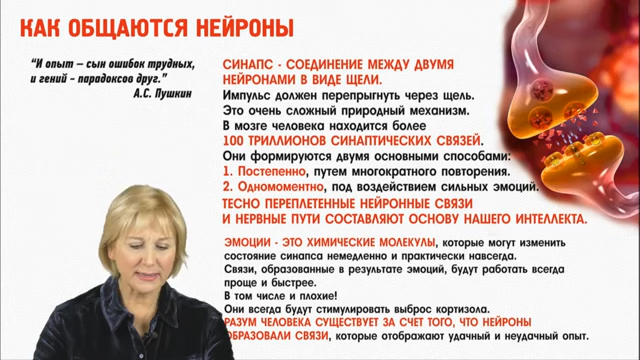 КАК ОБЩАЮТСЯ НЕЙРОНЫ
“И опыт – сын ошибок трудных,
и гений - парадоксов друг.”
А.С. Пушкин
СИНАПС - СОЕДИНЕНИЕ МЕЖДУ ДВУМЯ
НЕЙРОНАМИ В ВИДЕ ЩЕЛИ.
Импульс должен перепрыгнуть через щель.
Это очень сложный природный механизм.
В мозге человека находится более
100 ТРИЛЛИОНОВ СИНАПТИЧЕСКИХ СВЯЗЕЙ.
Они формируются двумя основными способами:
1. Постепенно, путем многократного повторения.
2. Одномоментно, под воздействием сильных эмоций.
ТЕСНО ПЕРЕПЛЕТЕННЫЕ НЕЙРОННЫЕ СВЯЗИ
И НЕРВНЫЕ ПУТИ СОСТАВЛЯЮТ ОСНОВУ НАШЕГО ИНТЕЛЛЕКТА.
ЭМОЦИИ - ЭТО ХИМИЧЕСКИЕ МОЛЕКУЛЫ, которые могут изменить
состояние синапса немедленно и практически навсегда.
Связи, образованные в результате эмоций, будут работать всегда
проще и быстрее.
В том числе и плохие!
Они всегда будут стимулировать выброс кортизола.
РАЗУМ ЧЕЛОВЕКА СУЩЕСТВУЕТ ЗА СЧЕТ ТОГО, ЧТО НЕЙРОНЫ
ОБРАЗОВАЛИ СВЯЗИ, которые отображают удачный и неудачный опыт.